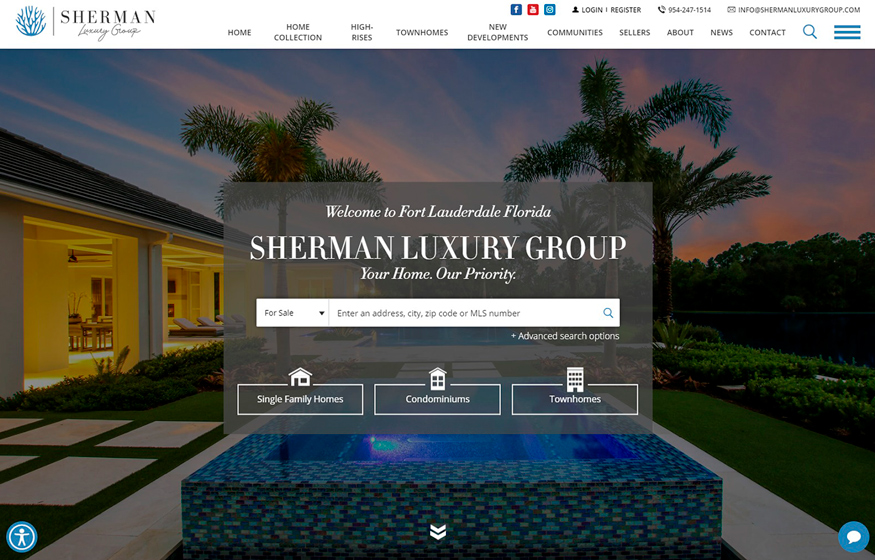 SHERMAN
Luxury Group
LOGIN | REGISTER
954-247-1514
INFO@SHERMANLUXURYGROUP.COM
HOME
HOME
COLLECTION
HIGH-
RISES
TOWNHOMES
NEW
DEVELOPMENTS
COMMUNITIES
SELLERS
ABOUT
NEWS
CONTACT
Welcome to Fort Lauderdale Florida
SHERMAN LUXURY GROUP
Your Home. Our Priority.
For Sale
Enter an address, city, zip code or MLS number
+ Advanced search options
Single Family Homes
Condominiums
Townhomes